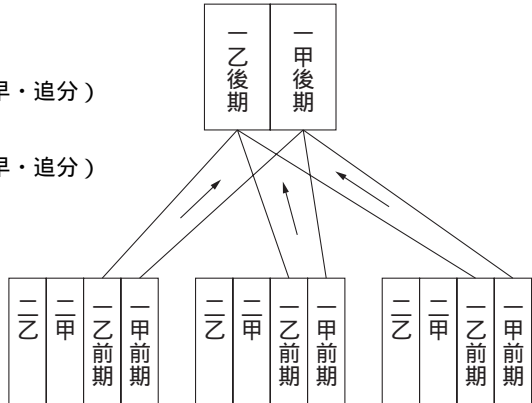 一甲後期
一乙後期
早・追分）
早・追分）
一甲前期
一乙前期
二甲
二乙
一甲前期
一乙前期
二甲
二乙
一甲前期
一乙前期
二甲
二乙